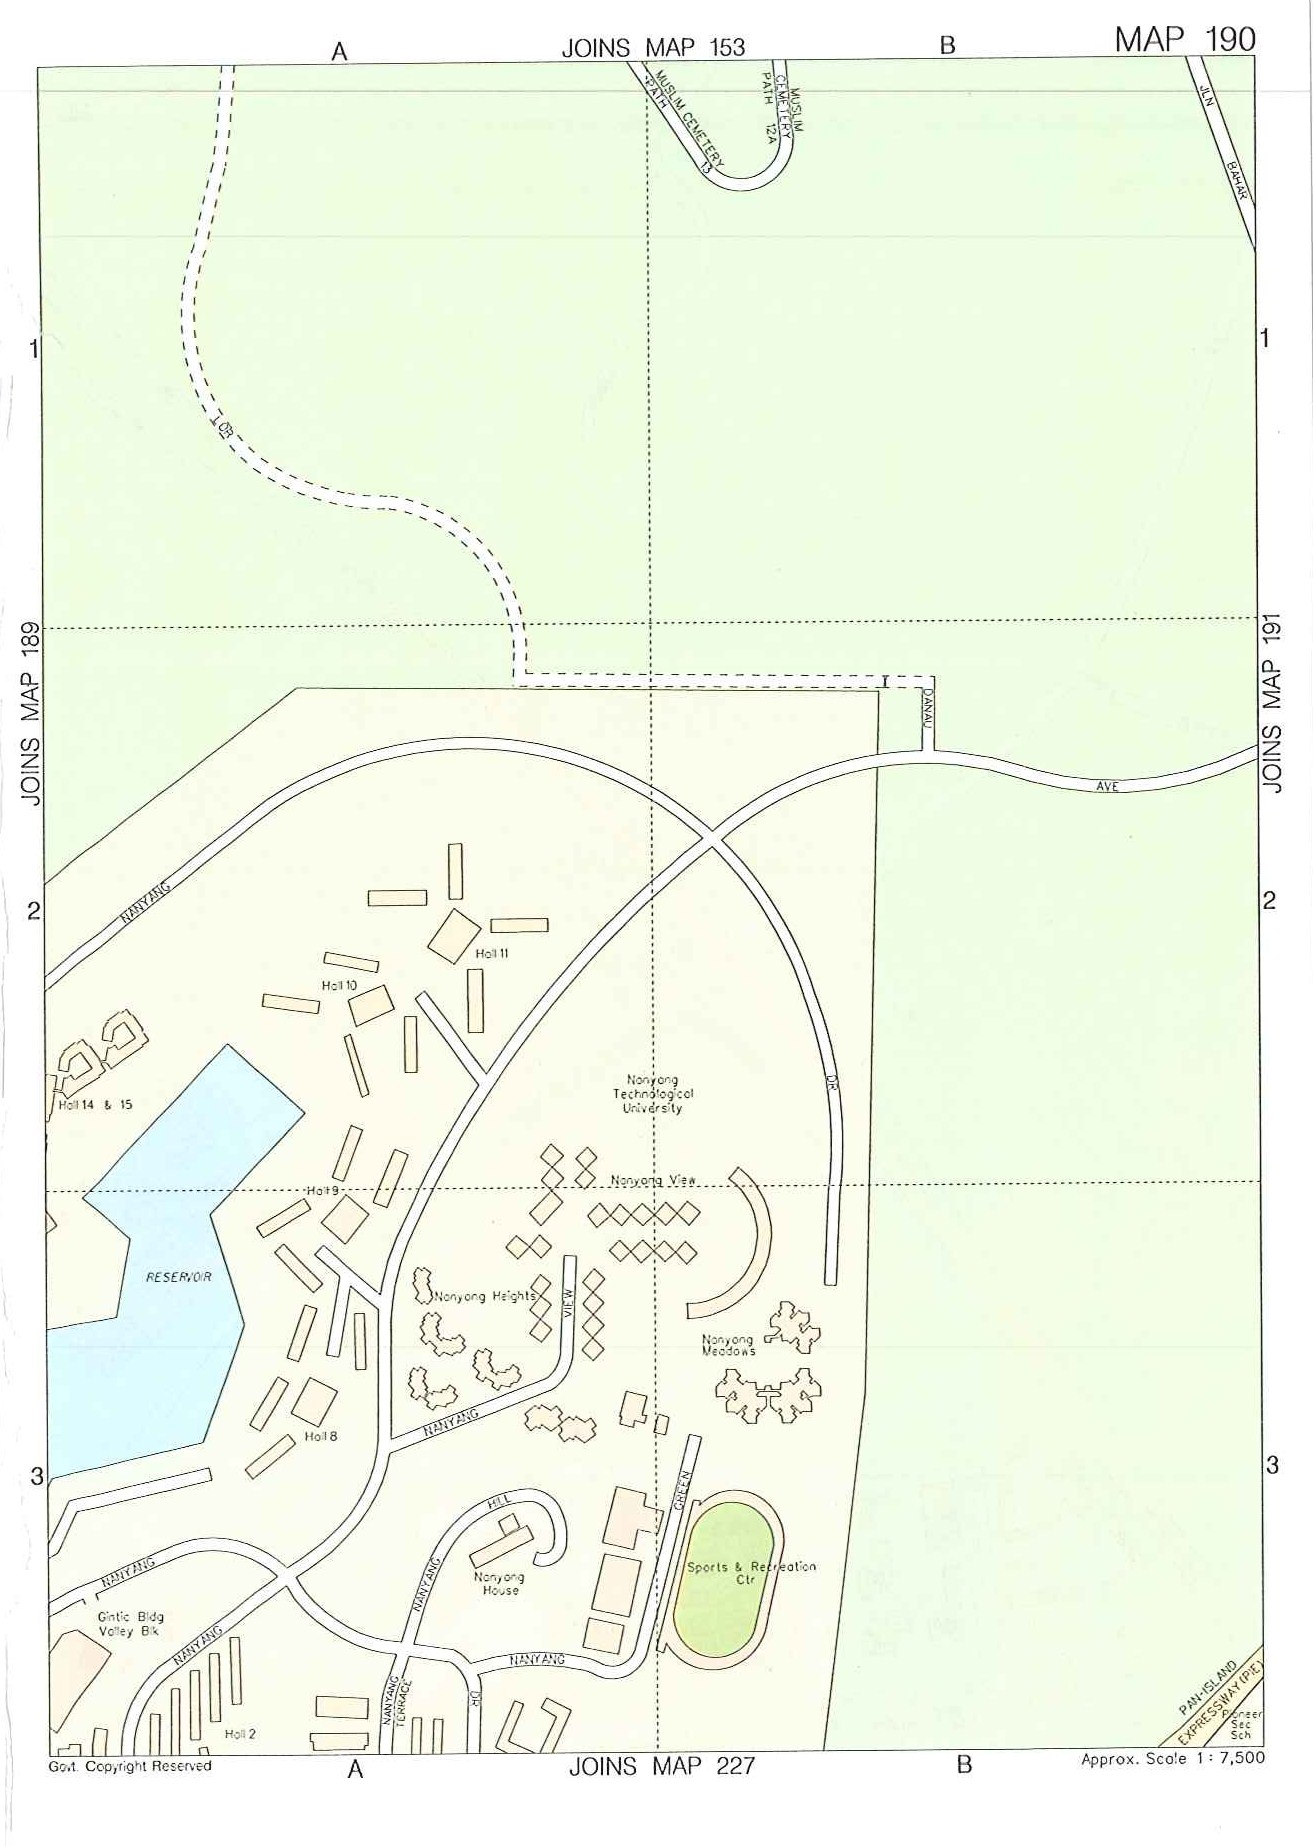 A
JOINS MAP 153
B
MAP 190
MUSLIM CEMETERY
PATH 13
MUSLIM
CEMETERY
PATH 12A
JLN
BAHAR
1
1
LOR
JOINS MAP 189
JOINS MAP 191
DANAU
AVE
NANYANG
2
2
Hall 11
Hall 10
Hall 14 & 15
Nanyang
Technological
University
DR
Nanyang View
Hall 9
RESERVOIR
Nanyang Heights
VIEW
Nanyang
Meadows
NANYANG
Hall 8
3
3
HILL
GREEN
NANYANG
NANYANG
Nanyang
House
Sports & Recreation
Ctr
Gintic Bldg
Valley Blk
NANYANG
NANYANG
NANYANG
TERRACE
DR
Hall 2
PAN-ISLAND
EXPRESSWAY (PIE)
Pioneer
Sec
Sch
Govt. Copyright Reserved
A
JOINS MAP 227
B
Approx. Scale 1 : 7,500